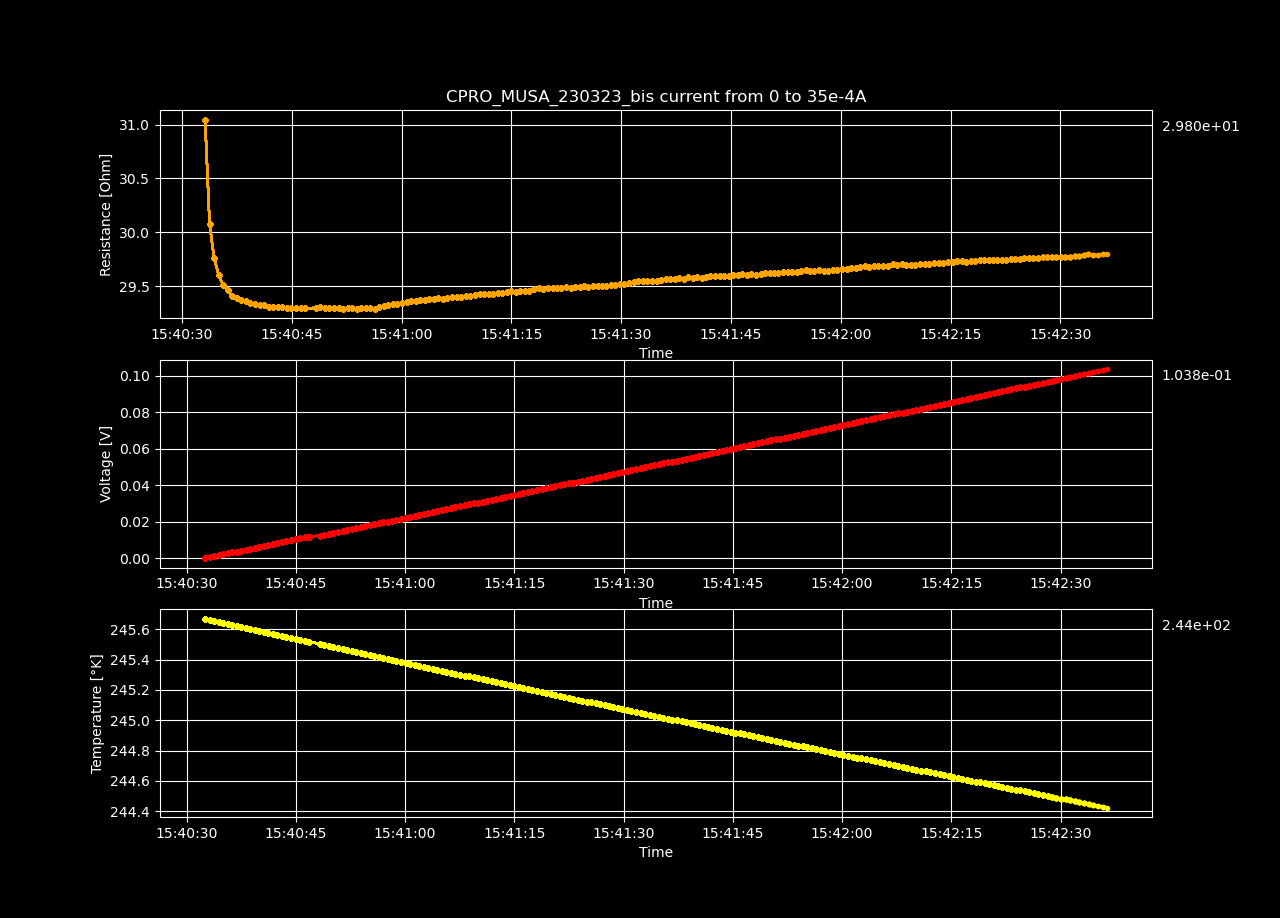 CPRO_MUSA_230323_bis current from 0 to 35e-4A
31.0
30.5
30.0
29.5
Resistance [Ohm]
2.980e+01
15:40:30 15:40:45 15:41:00 15:41:15 15:41:30 15:41:45 15:42:00 15:42:15 15:42:30
Time
0.10
0.08
0.06
0.04
0.02
0.00
Voltage [V]
1.038e-01
15:40:30 15:40:45 15:41:00 15:41:15 15:41:30 15:41:45 15:42:00 15:42:15 15:42:30
Time
245.6
245.4
245.2
245.0
244.8
244.6
244.4
Temperature [°K]
2.44e+02
15:40:30 15:40:45 15:41:00 15:41:15 15:41:30 15:41:45 15:42:00 15:42:15 15:42:30
Time